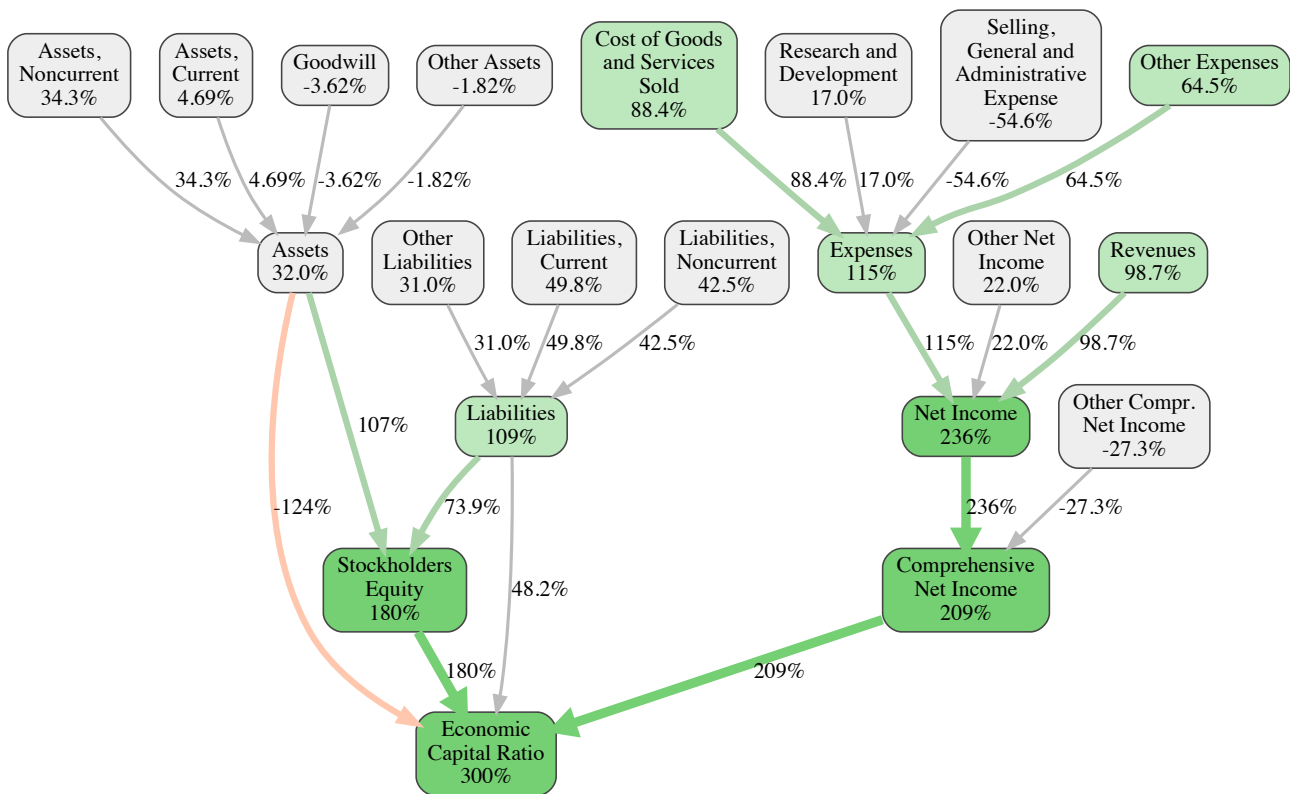 Assets,
Noncurrent
34.3%
Assets,
Current
4.69%
Goodwill
-3.62%
Other Assets
-1.82%
Cost of Goods
and Services
Sold
88.4%
Research and
Development
17.0%
Selling,
General and
Administrative
Expense
-54.6%
Other Expenses
64.5%
34.3%
4.69%
-3.62%
-1.82%
88.4%
17.0%
-54.6%
64.5%
Assets
32.0%
Other
Liabilities
31.0%
Liabilities,
Current
49.8%
Liabilities,
Noncurrent
42.5%
Expenses
115%
Other Net
Income
22.0%
Revenues
98.7%
31.0%
49.8%
42.5%
115%
22.0%
98.7%
Liabilities
109%
Net Income
236%
Other Compr.
Net Income
-27.3%
107%
-124%
73.9%
236%
-27.3%
Stockholders
Equity
180%
48.2%
Comprehensive
Net Income
209%
180%
209%
Economic
Capital Ratio
300%